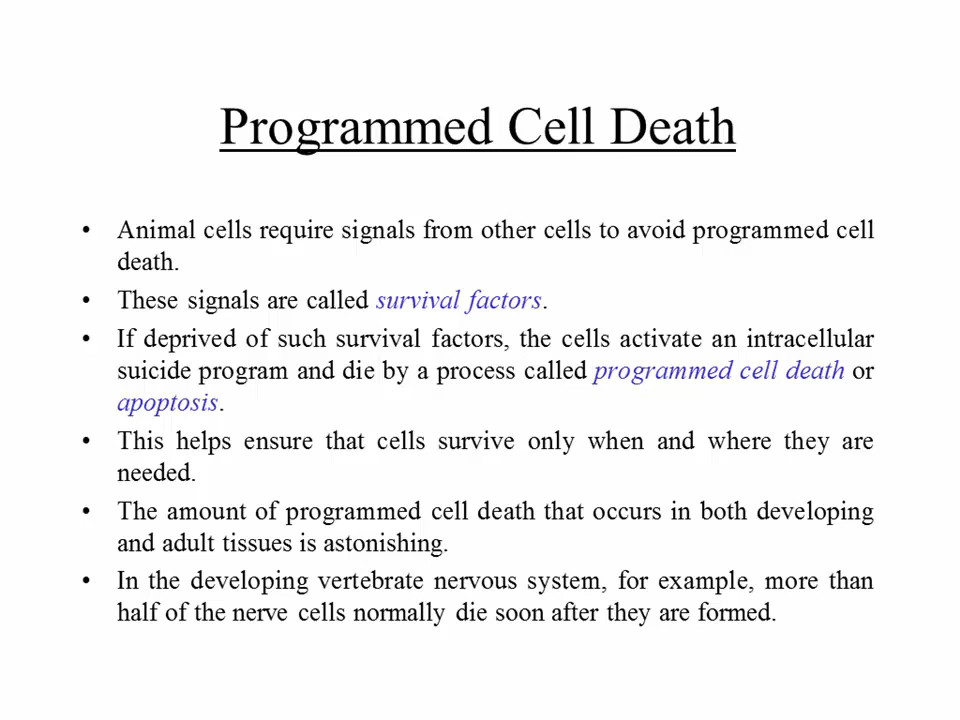 Programmed Cell Death
• Animal cells require signals from other cells to avoid programmed cell
death.
• These signals are called survival factors.
• If deprived of such survival factors, the cells activate an intracellular
suicide program and die by a process called programmed cell death or
apoptosis.
• This helps ensure that cells survive only when and where they are
needed.
• The amount of programmed cell death that occurs in both developing
and adult tissues is astonishing.
• In the developing vertebrate nervous system, for example, more than
half of the nerve cells normally die soon after they are formed.